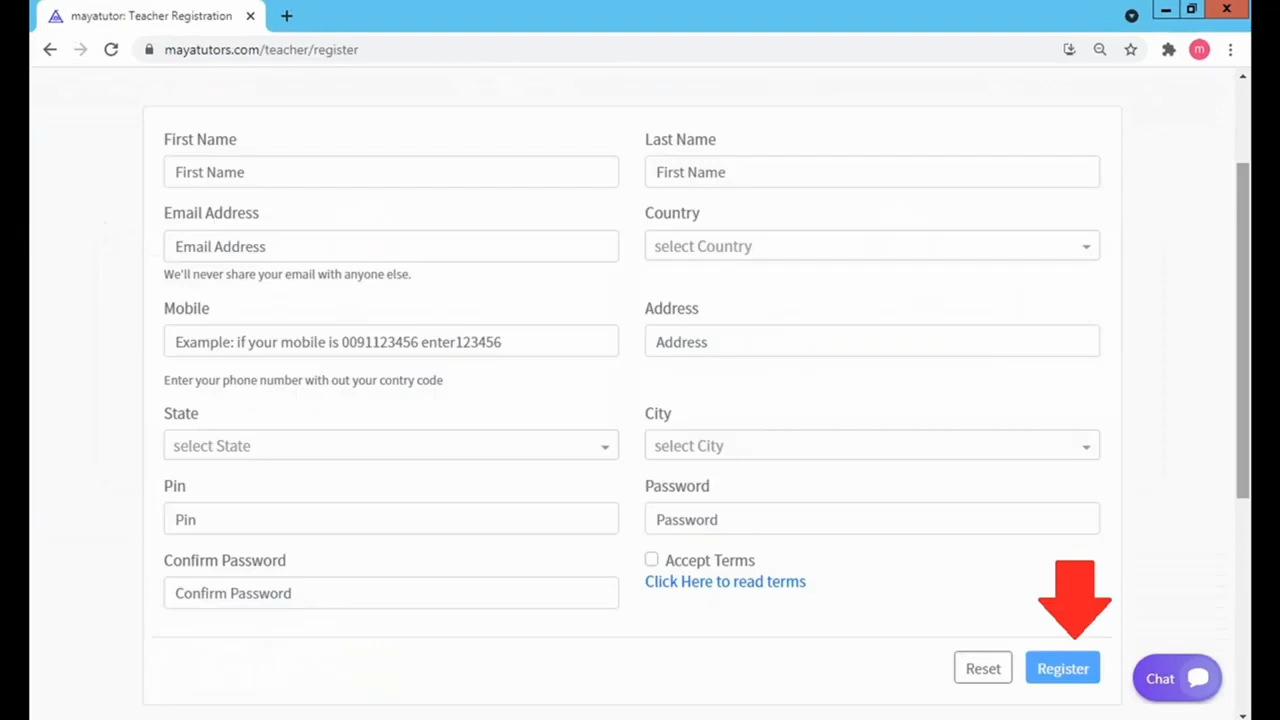 mayatutor: Teacher Registration
mayatutors.com/teacher/register
m
First Name
Last Name
First Name
First Name
Email Address
Country
Email Address
select Country
We'll never share your email with anyone else.
Mobile
Address
Example: if your mobile is 0091123456 enter123456
Address
Enter your phone number with out your contry code
State
City
select State
select City
Pin
Password
Pin
Password
Confirm Password
Accept Terms
Click Here to read terms
Confirm Password
Reset
Register
Chat